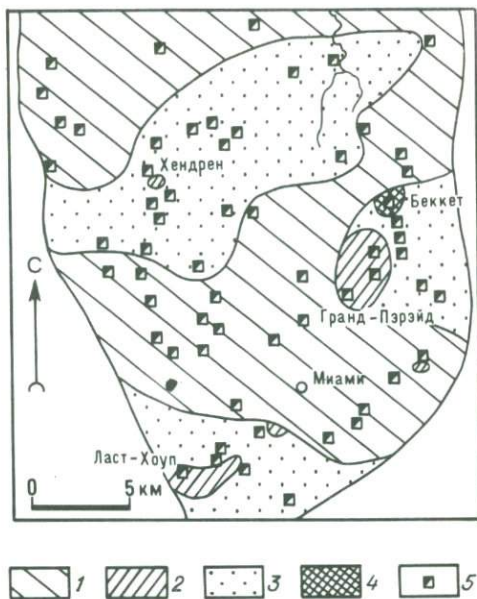 Хендрен
Беккет
С
Гранд-Пэрэйд
Миами
Ласт-Хоуп
0 5 км
1 2 3 4 5